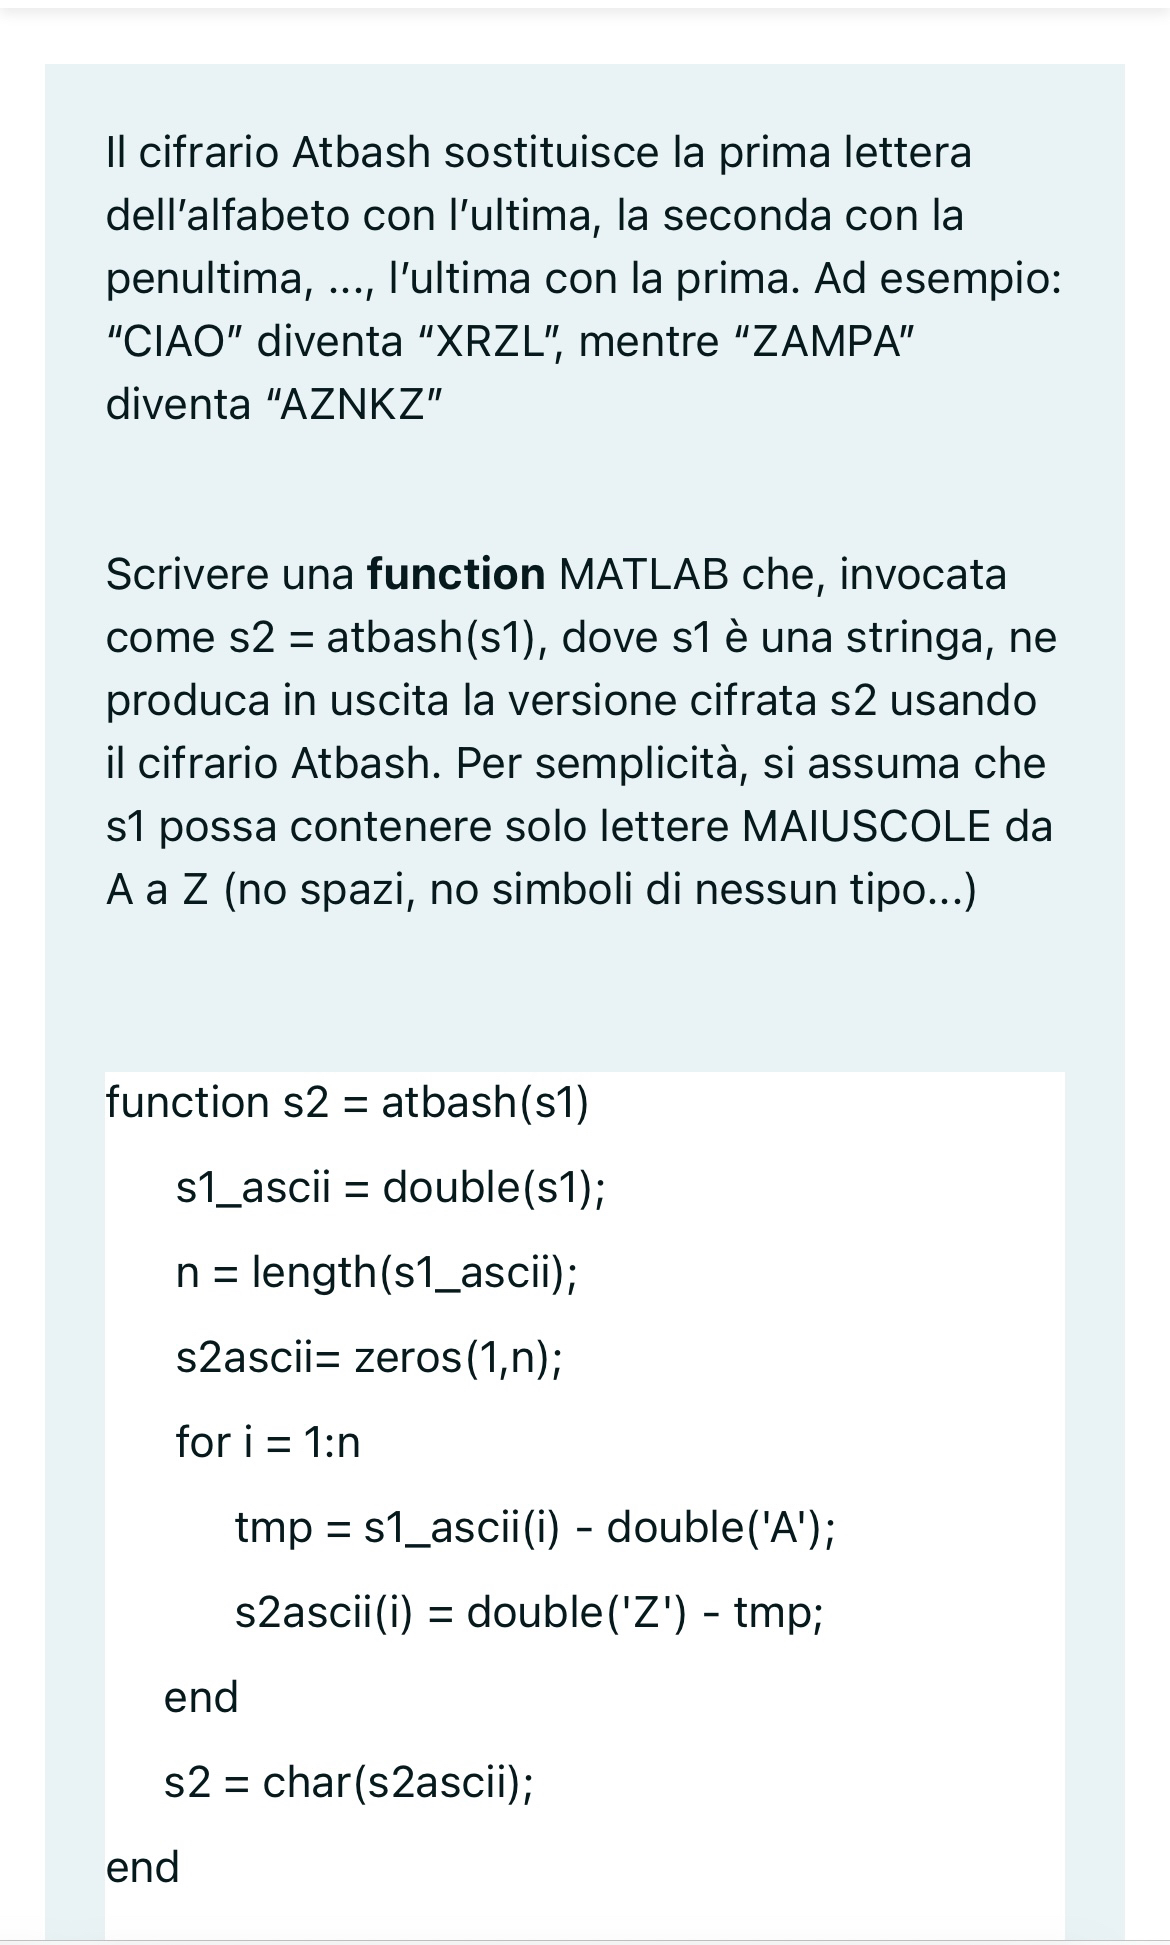 Il cifrario Atbash sostituisce la prima lettera
dell’alfabeto con l’ultima, la seconda con la
penultima, ..., l’ultima con la prima. Ad esempio:
“CIAO” diventa “XRZL”, mentre “ZAMPA”
diventa “AZNKZ”
Scrivere una function MATLAB che, invocata
come s2 = atbash(s1), dove s1 è una stringa, ne
produca in uscita la versione cifrata s2 usando
il cifrario Atbash. Per semplicità, si assuma che
s1 possa contenere solo lettere MAIUSCOLE da
A a Z (no spazi, no simboli di nessun tipo...)
function s2 = atbash(s1)
s1_ascii = double(s1);
n = length(s1_ascii);
s2ascii= zeros(1,n);
for i = 1:n
tmp = s1_ascii(i) - double('A');
s2ascii(i) = double('Z') - tmp;
end
s2 = char(s2ascii);
end